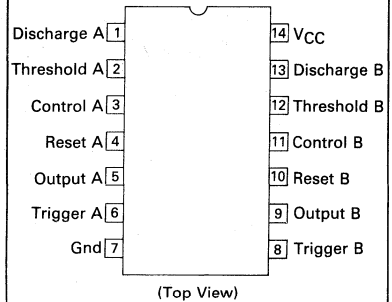 Discharge A 1 14 VCC
Threshold A 2 13 Discharge B
Control A 3 12 Threshold B
Reset A 4 11 Control B
Output A 5 10 Reset B
Trigger A 6 9 Output B
Gnd 7 8 Trigger B
(Top View)